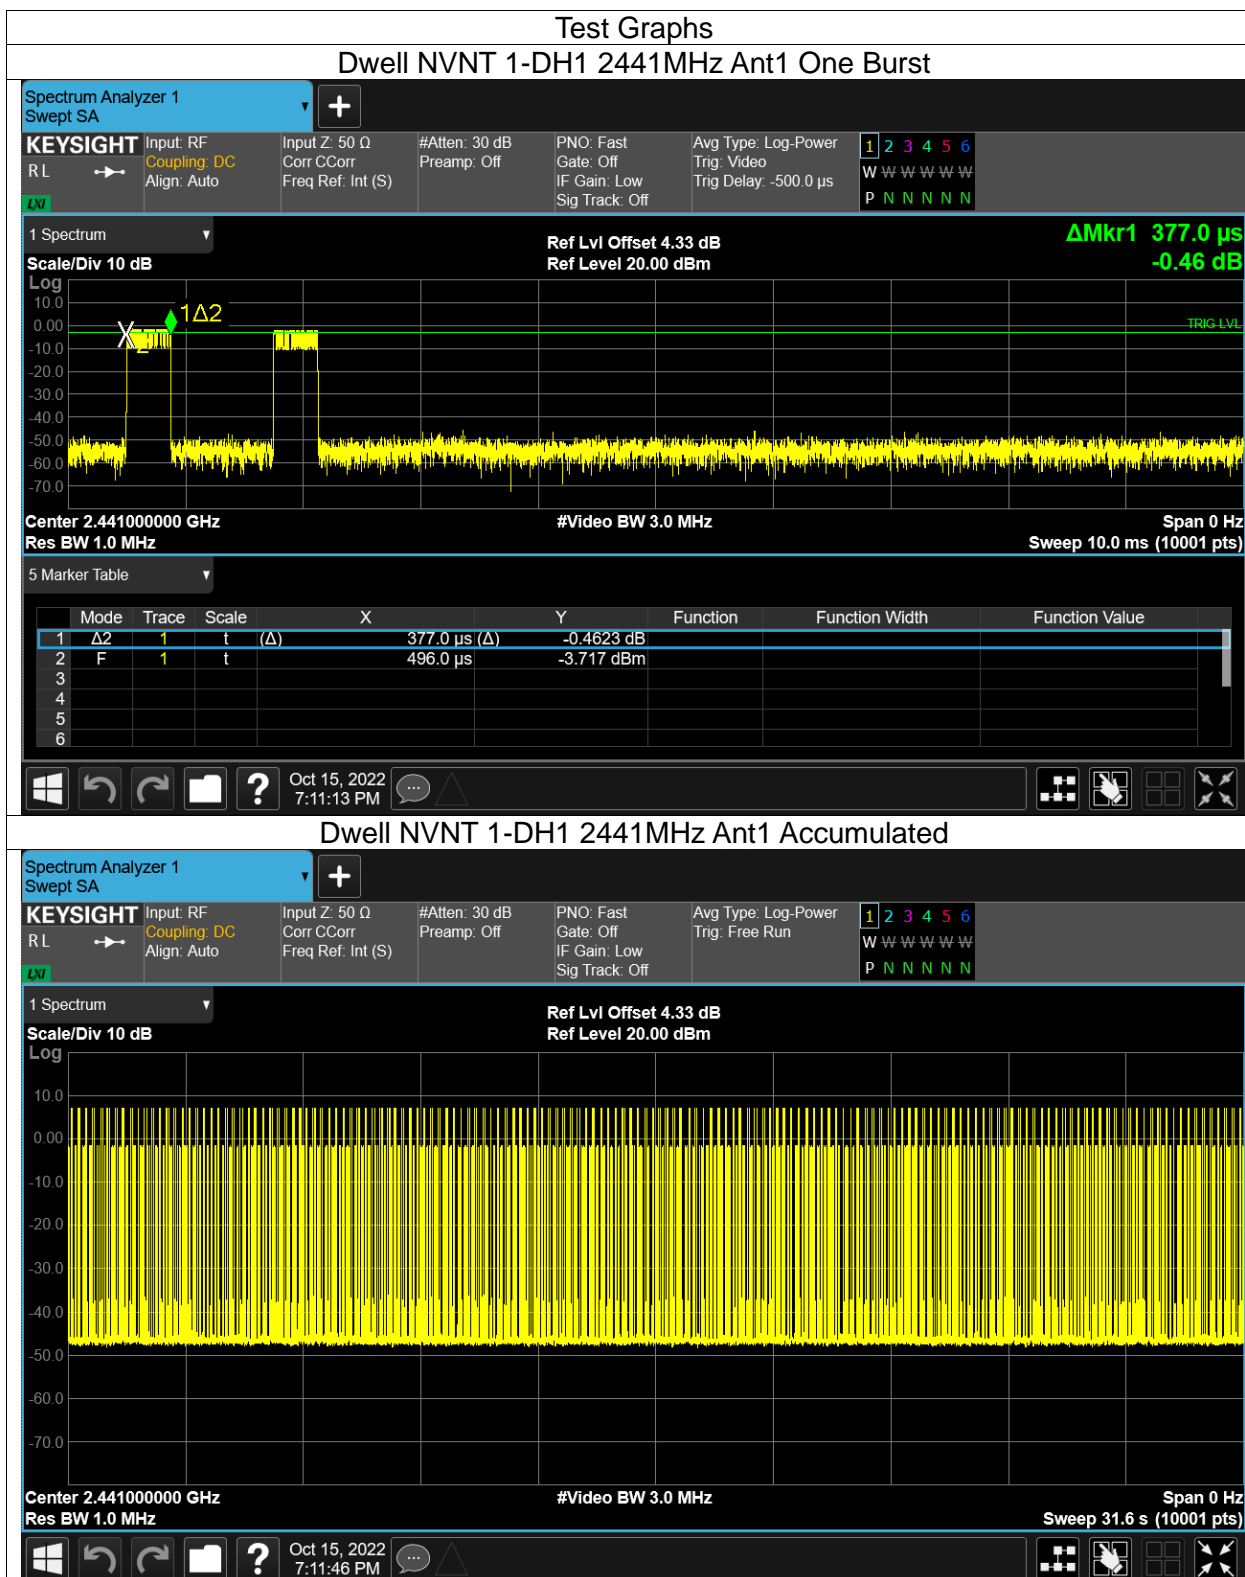 Test Graphs
Dwell NVNT 1-DH1 2441MHz Ant1 One Burst
Spectrum Analyzer 1
Swept SA
+
KEYSIGHT
RL
LXI
Input: RF
Coupling: DC
Align: Auto
Input Z: 50 Ω
Corr CCorr
Freq Ref: Int (S)
#Atten: 30 dB
Preamp: Off
PNO: Fast
Gate: Off
IF Gain: Low
Sig Track: Off
Avg Type: Log-Power
Trig: Video
Trig Delay: -500.0 µs
1 2 3 4 5 6
W W W W W W
P N N N N N
1 Spectrum
Scale/Div 10 dB
Ref Lvl Offset 4.33 dB
Ref Level 20.00 dBm
ΔMkr1 377.0 µs
-0.46 dB
Log
10.0
0.00
-10.0
-20.0
-30.0
-40.0
-50.0
-60.0
-70.0
1Δ2
TRIG LVL
Center 2.441000000 GHz
#Video BW 3.0 MHz
Span 0 Hz
Res BW 1.0 MHz
Sweep 10.0 ms (10001 pts)
5 Marker Table
Mode Trace Scale X Y Function Function Width Function Value
1 Δ2 1 t (Δ) 377.0 µs (Δ) -0.4623 dB
2 F 1 t 496.0 µs -3.717 dBm
3
4
5
6
?
Oct 15, 2022
7:11:13 PM
Dwell NVNT 1-DH1 2441MHz Ant1 Accumulated
Spectrum Analyzer 1
Swept SA
+
KEYSIGHT
RL
LXI
Input: RF
Coupling: DC
Align: Auto
Input Z: 50 Ω
Corr CCorr
Freq Ref: Int (S)
#Atten: 30 dB
Preamp: Off
PNO: Fast
Gate: Off
IF Gain: Low
Sig Track: Off
Avg Type: Log-Power
Trig: Free Run
1 2 3 4 5 6
W W W W W W
P N N N N N
1 Spectrum
Scale/Div 10 dB
Ref Lvl Offset 4.33 dB
Ref Level 20.00 dBm
Log
10.0
0.00
-10.0
-20.0
-30.0
-40.0
-50.0
-60.0
-70.0
Center 2.441000000 GHz
#Video BW 3.0 MHz
Span 0 Hz
Res BW 1.0 MHz
Sweep 31.6 s (10001 pts)
?
Oct 15, 2022
7:11:46 PM